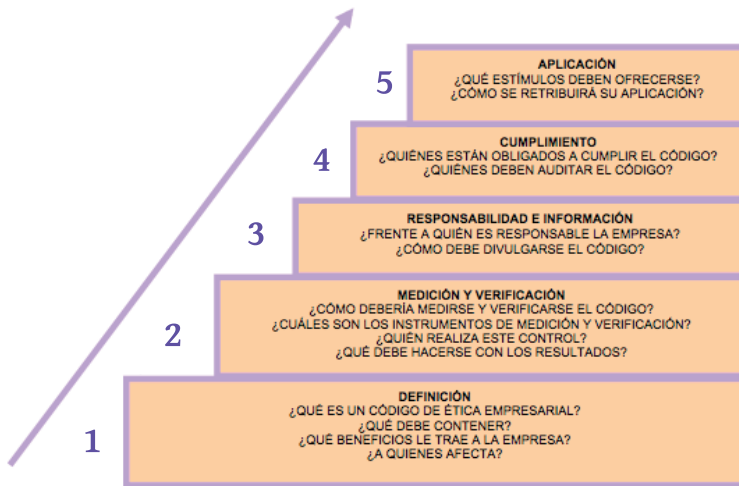 5
APLICACIÓN
¿QUÉ ESTÍMULOS DEBEN OFRECERSE?
¿CÓMO SE RETRIBUIRÁ SU APLICACIÓN?
4
CUMPLIMIENTO
¿QUIÉNES ESTÁN OBLIGADOS A CUMPLIR EL CÓDIGO?
¿QUIÉNES DEBEN AUDITAR EL CÓDIGO?
3
RESPONSABILIDAD E INFORMACIÓN
¿FRENTE A QUIÉN ES RESPONSABLE LA EMPRESA?
¿CÓMO DEBE DIVULGARSE EL CÓDIGO?
2
MEDICIÓN Y VERIFICACIÓN
¿CÓMO DEBERÍA MEDIRSE Y VERIFICARSE EL CÓDIGO?
¿CUÁLES SON LOS INSTRUMENTOS DE MEDICIÓN Y VERIFICACIÓN?
¿QUIÉN REALIZA ESTE CONTROL?
¿QUÉ DEBE HACERSE CON LOS RESULTADOS?
1
DEFINICIÓN
¿QUÉ ES UN CÓDIGO DE ÉTICA EMPRESARIAL?
¿QUÉ DEBE CONTENER?
¿QUÉ BENEFICIOS LE TRAE A LA EMPRESA?
¿A QUIENES AFECTA?